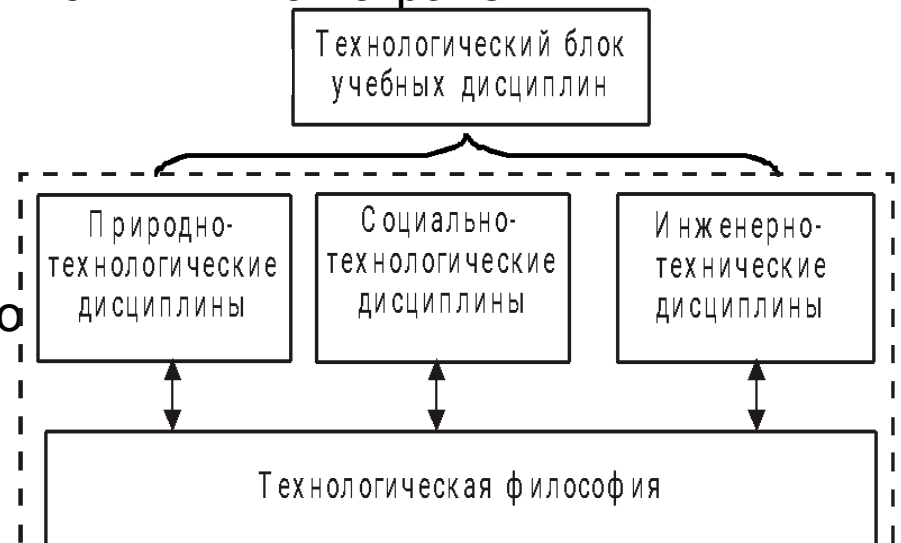 Технологический блок
учебных дисциплин
Природно-
технологические
дисциплины
Социально-
технологические
дисциплины
Инженерно-
технические
дисциплины
Технологическая философия